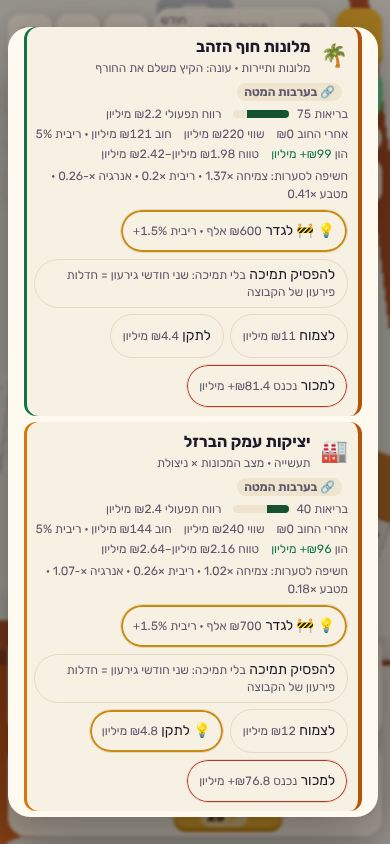 מלונות חוף הזהב
מלונות ותיירות · עונה: הקיץ משלם את החורף
🔗 בערבות המטה
בריאות 75 רווח תפעולי ₪2.2 מיליון
אחרי החוב ₪0 שווי ₪220 מיליון חוב ₪121 מיליון · ריבית 5%
הון ₪99+ מיליון טווח ₪1.98 מיליון–₪2.42 מיליון
חשיפה לסערות: צמיחה ×1.37 · ריבית ×0.2 · אנרגיה ×-0.26 ·
מטבע ×0.41
💡 🚧 לגדר ₪600 אלף · ריבית 1.5%+
להפסיק תמיכה בלי תמיכה: שני חודשי גירעון = חדלות
פירעון של הקבוצה
לצמוח ₪11 מיליון לתקן ₪4.4 מיליון
למכור נכנס ₪81.4+ מיליון
יציקות עמק הברזל
תעשייה · מצב המכונות × ניצולת
🔗 בערבות המטה
בריאות 40 רווח תפעולי ₪2.4 מיליון
אחרי החוב ₪0 שווי ₪240 מיליון חוב ₪144 מיליון · ריבית 5%
הון ₪96+ מיליון טווח ₪2.16 מיליון–₪2.64 מיליון
חשיפה לסערות: צמיחה ×1.02 · ריבית ×0.26 · אנרגיה ×-1.07 ·
מטבע ×0.18
💡 🚧 לגדר ₪700 אלף · ריבית 1.5%+
להפסיק תמיכה בלי תמיכה: שני חודשי גירעון = חדלות
פירעון של הקבוצה
לצמוח ₪12 מיליון 💡 לתקן ₪4.8 מיליון
למכור נכנס ₪76.8+ מיליון